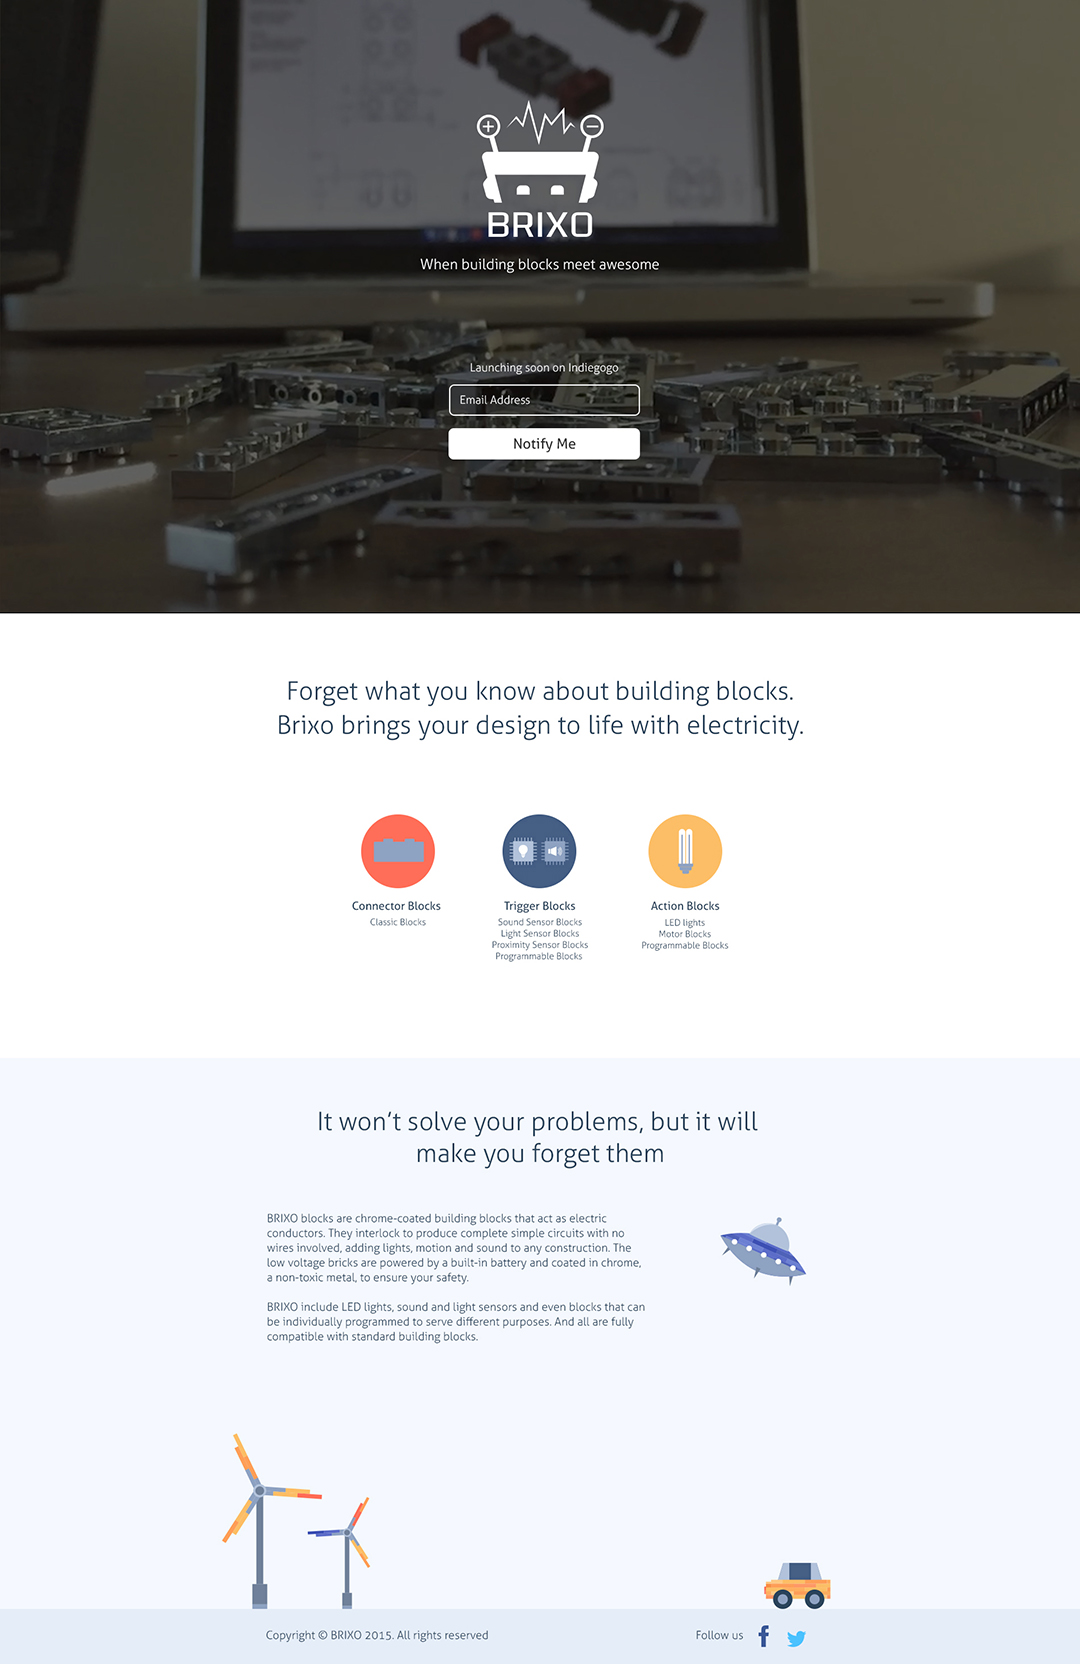 BRIXO
When building blocks meet awesome
Launching soon on Indiegogo
Email Address
Notify Me
Forget what you know about building blocks.
Brixo brings your design to life with electricity.
Connector Blocks
Classic Blocks
Trigger Blocks
Sound Sensor Blocks
Light Sensor Blocks
Proximity Sensor Blocks
Programmable Blocks
Action Blocks
LED lights
Motor Blocks
Programmable Blocks
It won’t solve your problems, but it will
make you forget them
BRIXO blocks are chrome-coated building blocks that act as electric
conductors. They interlock to produce complete simple circuits with no
wires involved, adding lights, motion and sound to any construction. The
low voltage bricks are powered by a built-in battery and coated in chrome,
a non-toxic metal, to ensure your safety.
BRIXO include LED lights, sound and light sensors and even blocks that can
be individually programmed to serve different purposes. And all are fully
compatible with standard building blocks.
Copyright © BRIXO 2015. All rights reserved
Follow us